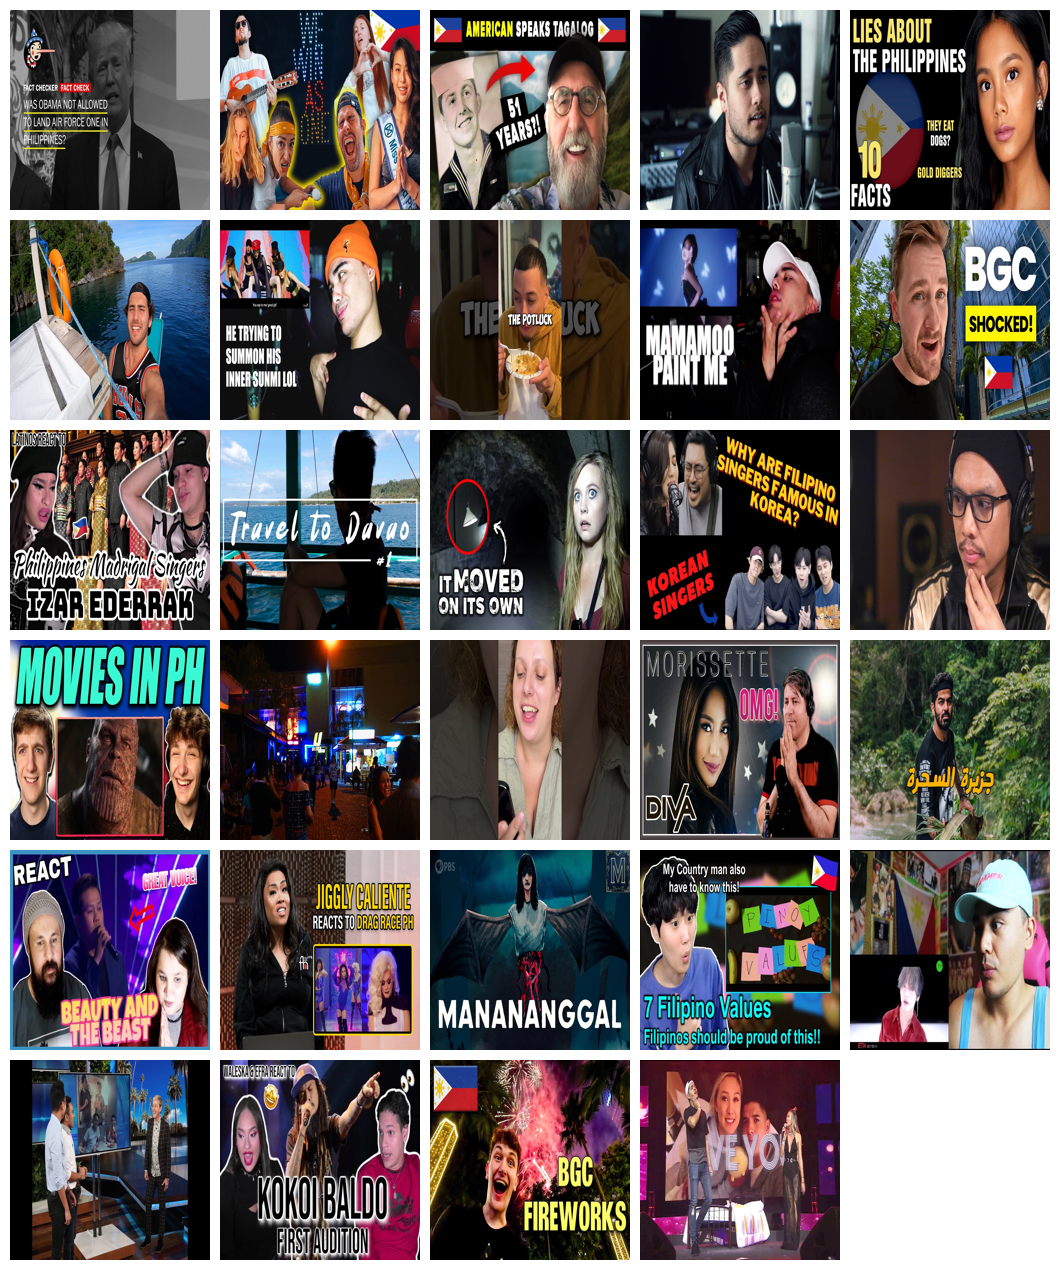 FACT CHECKER FACT CHECK
WAS OBAMA NOT ALLOWED
TO LAND AIR FORCE ONE IN
PHILIPPINES?
WE
WIN
AS
ONE
MISS
AMERICAN SPEAKS TAGALOG
51
YEARS?!
LIES ABOUT
THE PHILIPPINES
THEY EAT
DOGS?
10
GOLD DIGGERS
FACTS
HE TRYING TO
SUMMON HIS
INNER SUNMI LOL
THE POTLUCK
MAMAMOO
PAINT ME
BGC
SHOCKED!
LATINOS REACT TO
Philippines Madrigal Singers
IZAR EDERRAK
Travel to Davao
#1
IT MOVED
ON ITS OWN
WHY ARE FILIPINO
SINGERS FAMOUS IN
KOREA?
KOREAN
SINGERS
MOVIES IN PH
MORISSETTE
OMG!
DIVA
جزيرة السحرة
REACT
GREAT VOICE!
BEAUTY AND
THE BEAST
JIGGLY CALIENTE
REACTS TO DRAG RACE PH
PBS
M
MANANANGGAL
My Country man also
have to know this!
PINOY
VALUES
7 Filipino Values
Filipinos should be proud of this!!
WALESKA & EFRA REACT TO
KOKOI BALDO
FIRST AUDITION
BGC
FIREWORKS
VE YO